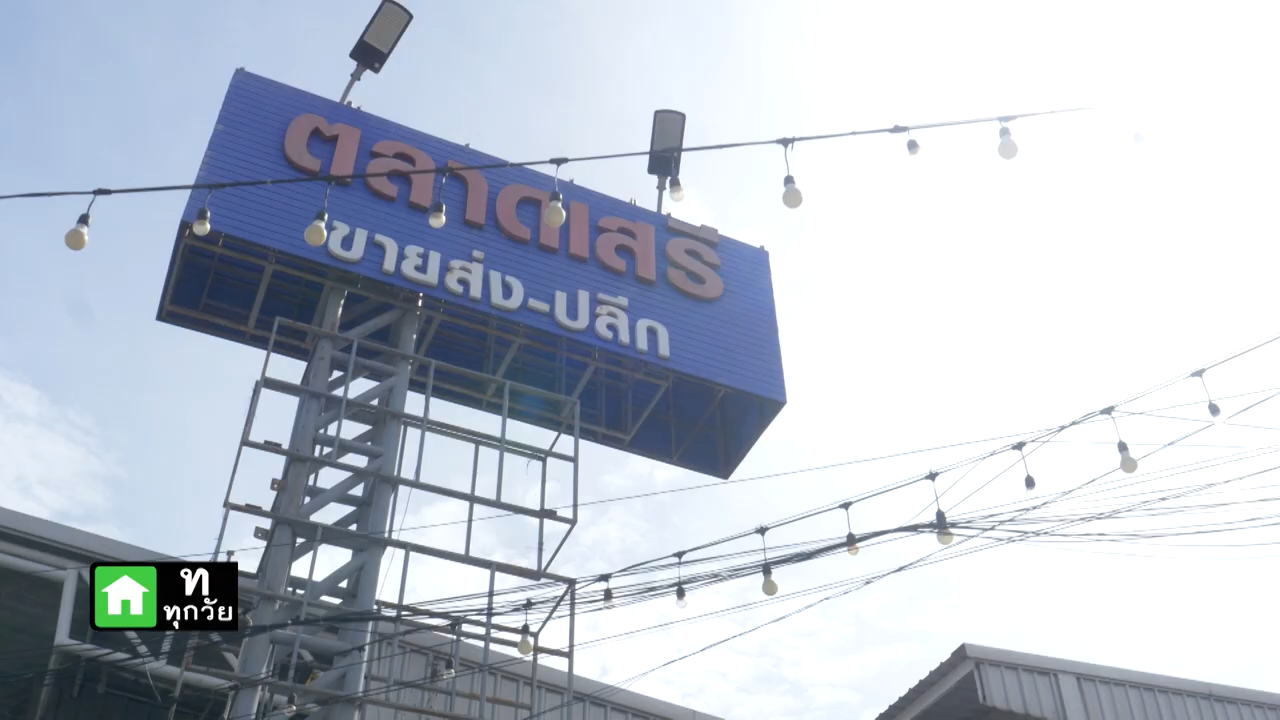 ตลาดเสรี
ขายส่ง-ปลีก
ท
ทุกวัย